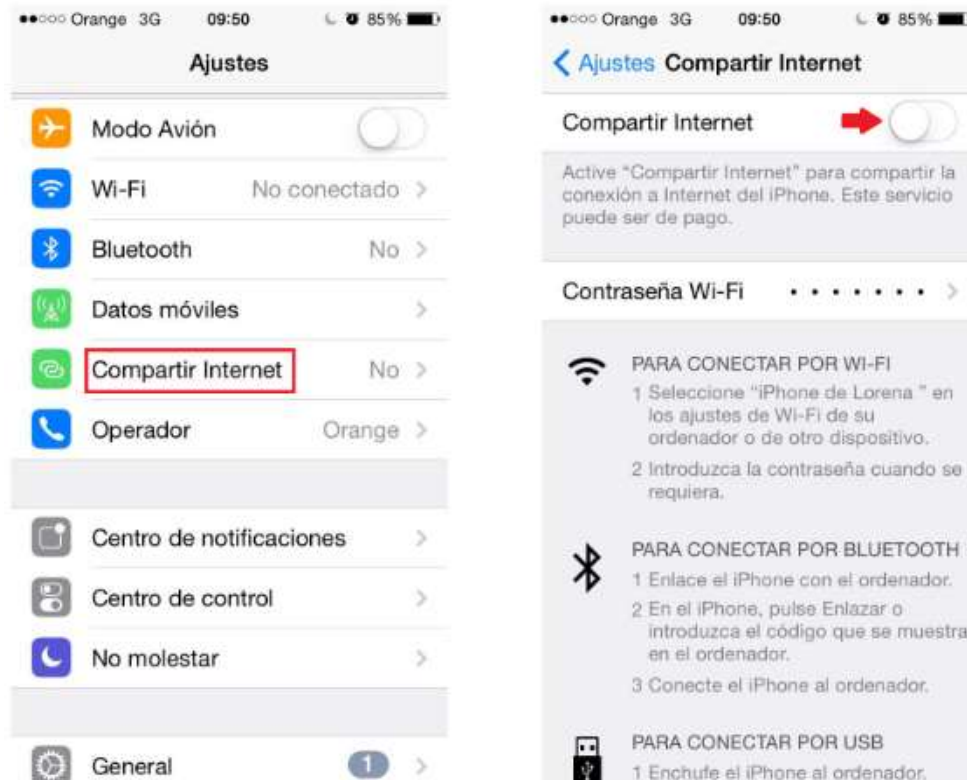 Orange 3G 09:50 85%
Ajustes
Modo Avión
Wi-Fi No conectado
Bluetooth No
Datos móviles
Compartir Internet No
Operador Orange
Centro de notificaciones
Centro de control
No molestar
General 1
Orange 3G 09:50 85%
Ajustes Compartir Internet
Compartir Internet
Active "Compartir Internet" para compartir la
conexión a Internet del iPhone. Este servicio
puede ser de pago.
Contraseña Wi-Fi • • • • • • •
PARA CONECTAR POR WI-FI
1 Seleccione "iPhone de Lorena " en
los ajustes de Wi-Fi de su
ordenador o de otro dispositivo.
2 Introduzca la contraseña cuando se
requiera.
PARA CONECTAR POR BLUETOOTH
1 Enlace el iPhone con el ordenador.
2 En el iPhone, pulse Enlazar o
introduzca el código que se muestra
en el ordenador.
3 Conecte el iPhone al ordenador.
PARA CONECTAR POR USB
1 Enchufe el iPhone al ordenador.